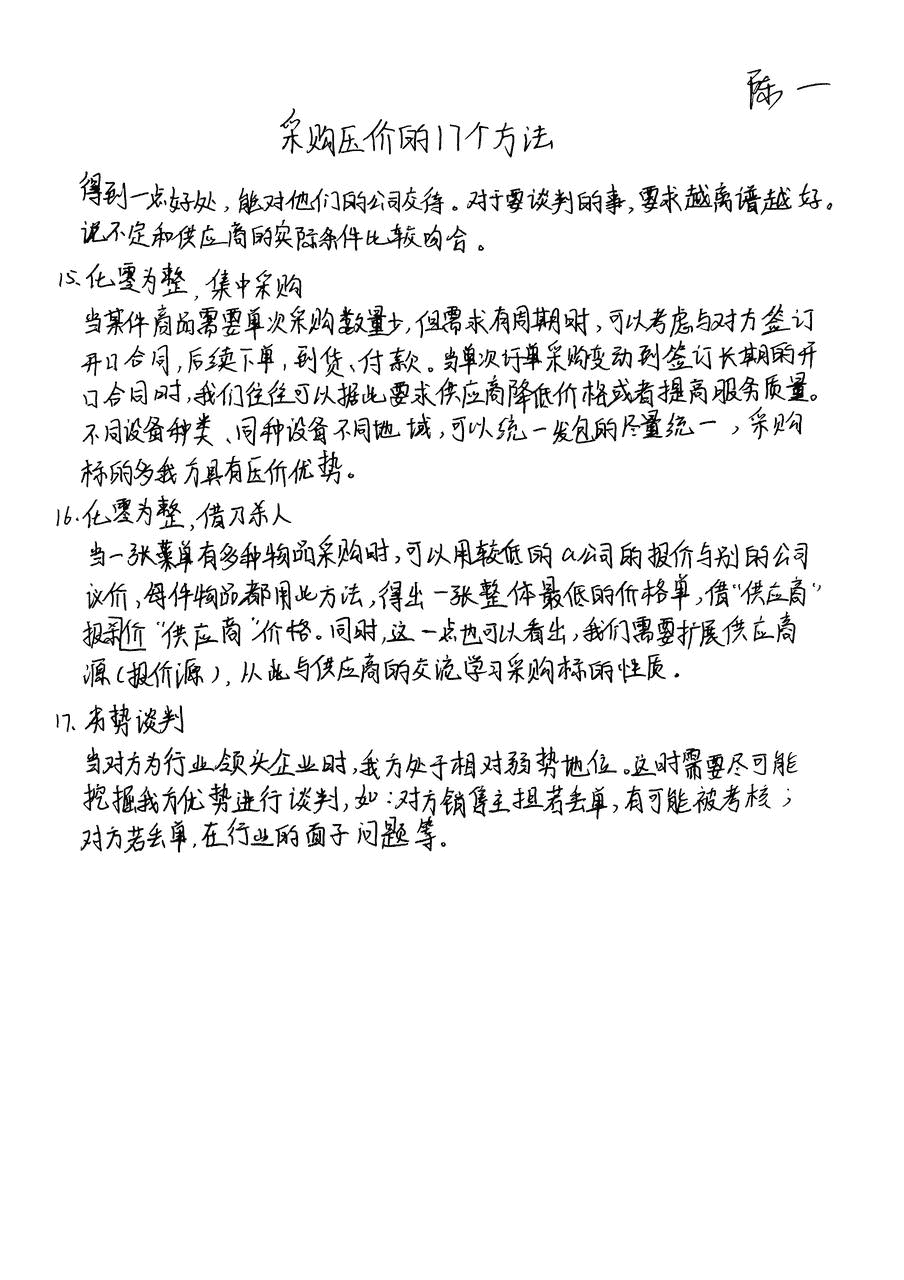 陈一
采购压价的17个方法
得到一点好处，能对他们的公司交待。对于要谈判的事，要求越离谱越好。
说不定和供应商的实际条件比较吻合。
15.化零为整，集中采购
当某件商品需要单次采购数量少，但需求有周期时，可以考虑与对方签订
开口合同，后续下单，到货、付款。当单次订单采购变动到签订长期的开
口合同时，我们往往可以据此要求供应商降低价格或者提高服务质量。
不同设备种类、同种设备不同地域，可以统一发包的尽量统一，采购
标的多我方具有压价优势。
16.化零为整，借刀杀人
当一张菜单有多种物品采购时，可以用较低的a公司的报价与别的公司
议价，每件物品都用此方法，得出一张整体最低的价格单，借“供应商”
报价“供应商”价格。同时，这一点也可以看出，我们需要扩展供应商
源（报价源），从此与供应商的交流学习采购标的性质。
17.劣势谈判
当对方为行业领头企业时，我方处于相对弱势地位。这时需要尽可能
挖掘我方优势进行谈判，如：对方销售主担若丢单，有可能被考核；
对方若丢单，在行业的面子问题等。